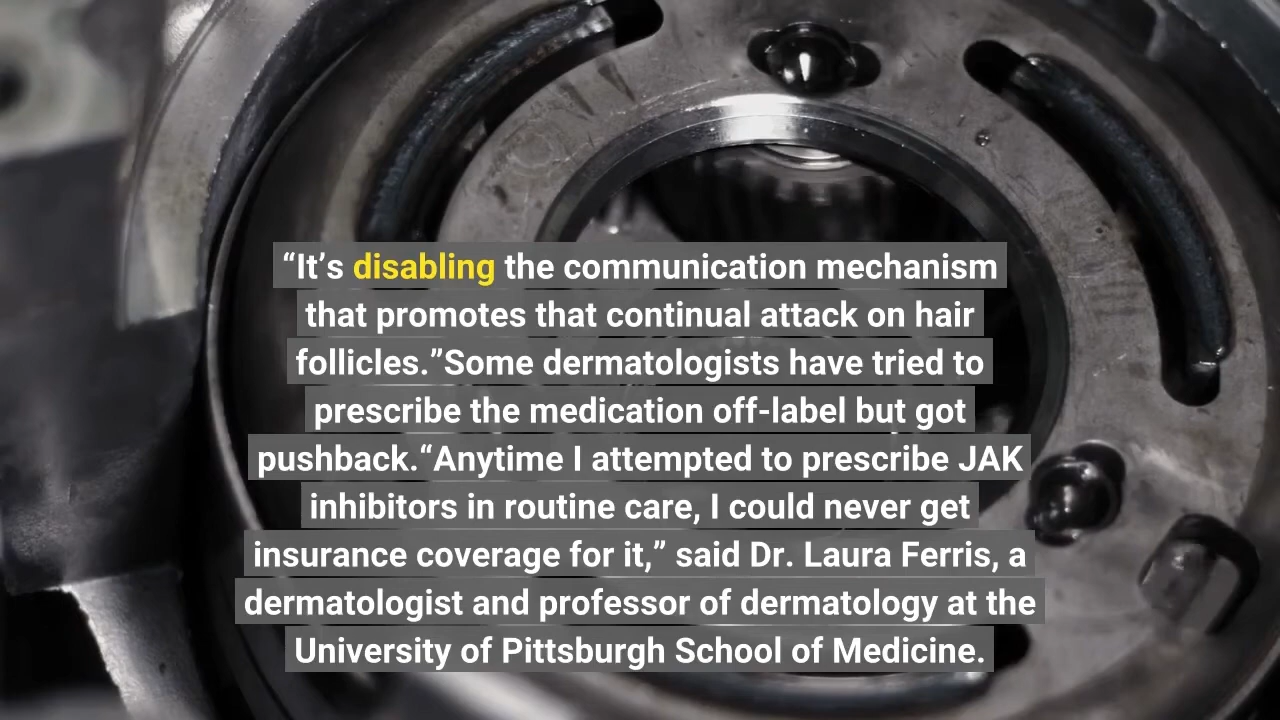 “It’s disabling the communication mechanism
that promotes that continual attack on hair
follicles.”Some dermatologists have tried to
prescribe the medication off-label but got
pushback.“Anytime I attempted to prescribe JAK
inhibitors in routine care, I could never get
insurance coverage for it,” said Dr. Laura Ferris, a
dermatologist and professor of dermatology at the
University of Pittsburgh School of Medicine.